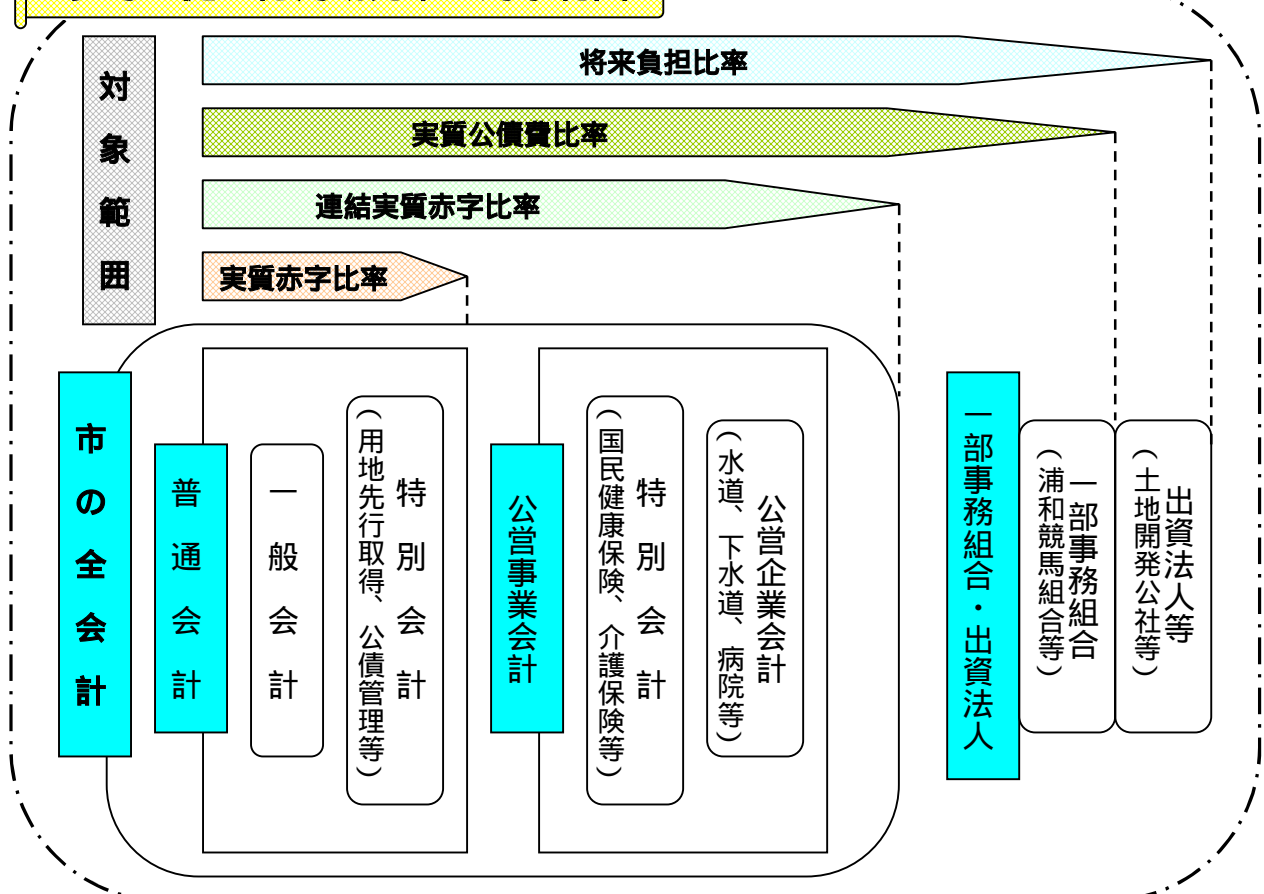 対象範囲
将来負担比率
実質公債費比率
連結実質赤字比率
実質赤字比率
市の全会計
普通会計
一般会計
特別会計
(用地先行取得、公債管理等)
公営事業会計
特別会計
(国民健康保険、介護保険等)
公営企業会計
(水道、下水道、病院等)
一部事務組合・出資法人
一部事務組合
(浦和競馬組合等)
出資法人等
(土地開発公社等)